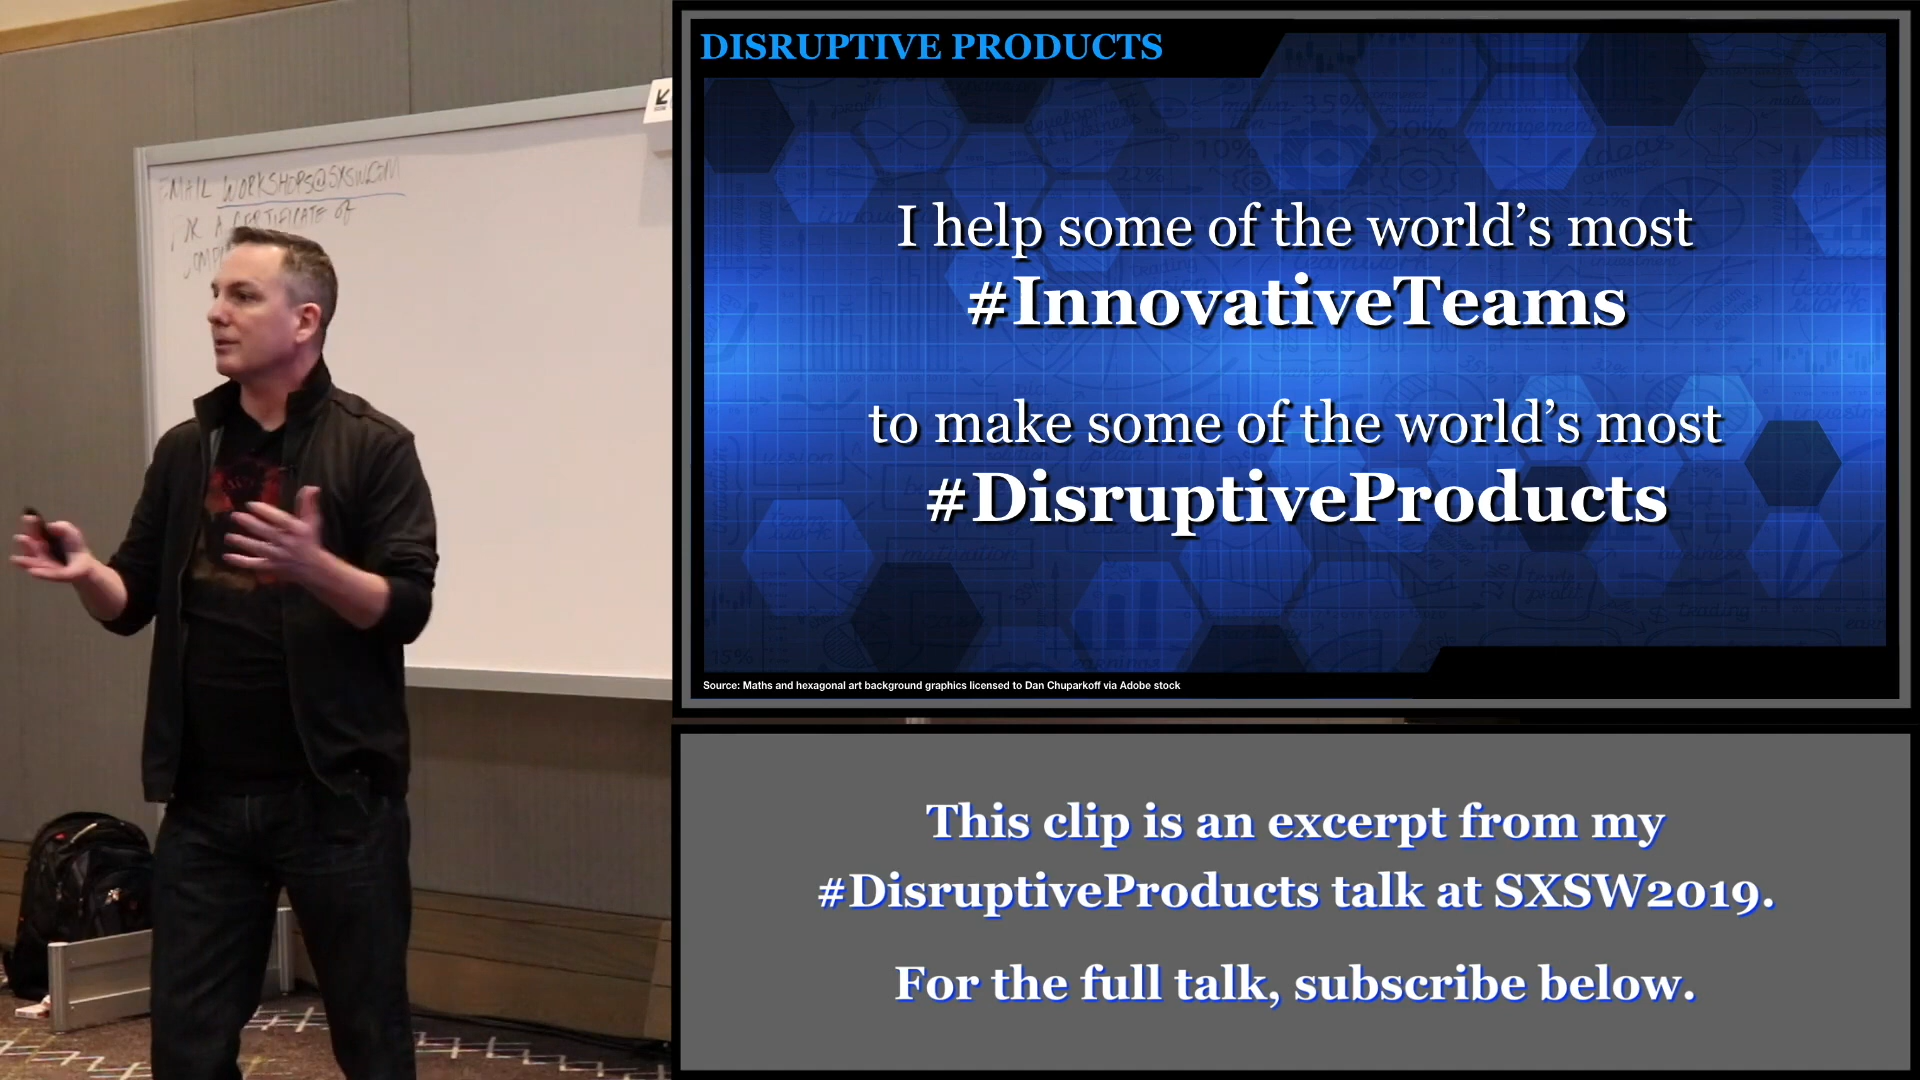 EMAIL WORKSHOPS@SXSW.COM
A CERTIFICATE OF
DISRUPTIVE PRODUCTS
I help some of the world's most
#InnovativeTeams
to make some of the world's most
#DisruptiveProducts
Source: Maths and hexagonal art background graphics licensed to Dan Chuparkoff via Adobe stock
This clip is an excerpt from my
#DisruptiveProducts talk at SXSW2019.
For the full talk, subscribe below.